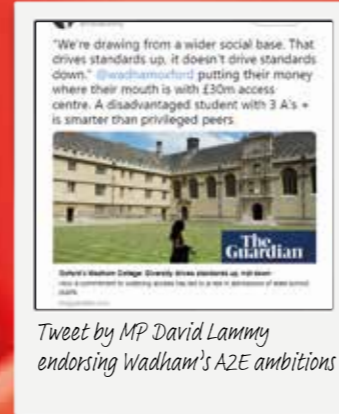 "We're drawing from a wider social base. That
drives standards up, it doesn't drive standards
down." @wadhamoxford putting their money
where their mouth is with £30m access
centre. A disadvantaged student with 3 A's +
is smarter than privileged peers
The
Guardian
Oxford's Wadham College: Diversity drives standards up, not down
Tweet by MP David Lammy
endorsing Wadham's A2E ambitions